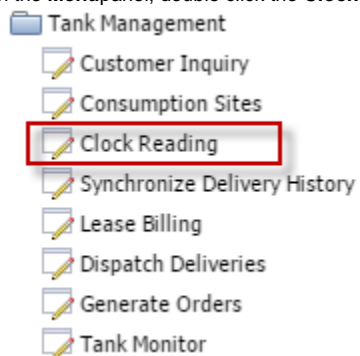 Tank Management
Customer Inquiry
Consumption Sites
Clock Reading
Synchronize Delivery History
Lease Billing
Dispatch Deliveries
Generate Orders
Tank Monitor